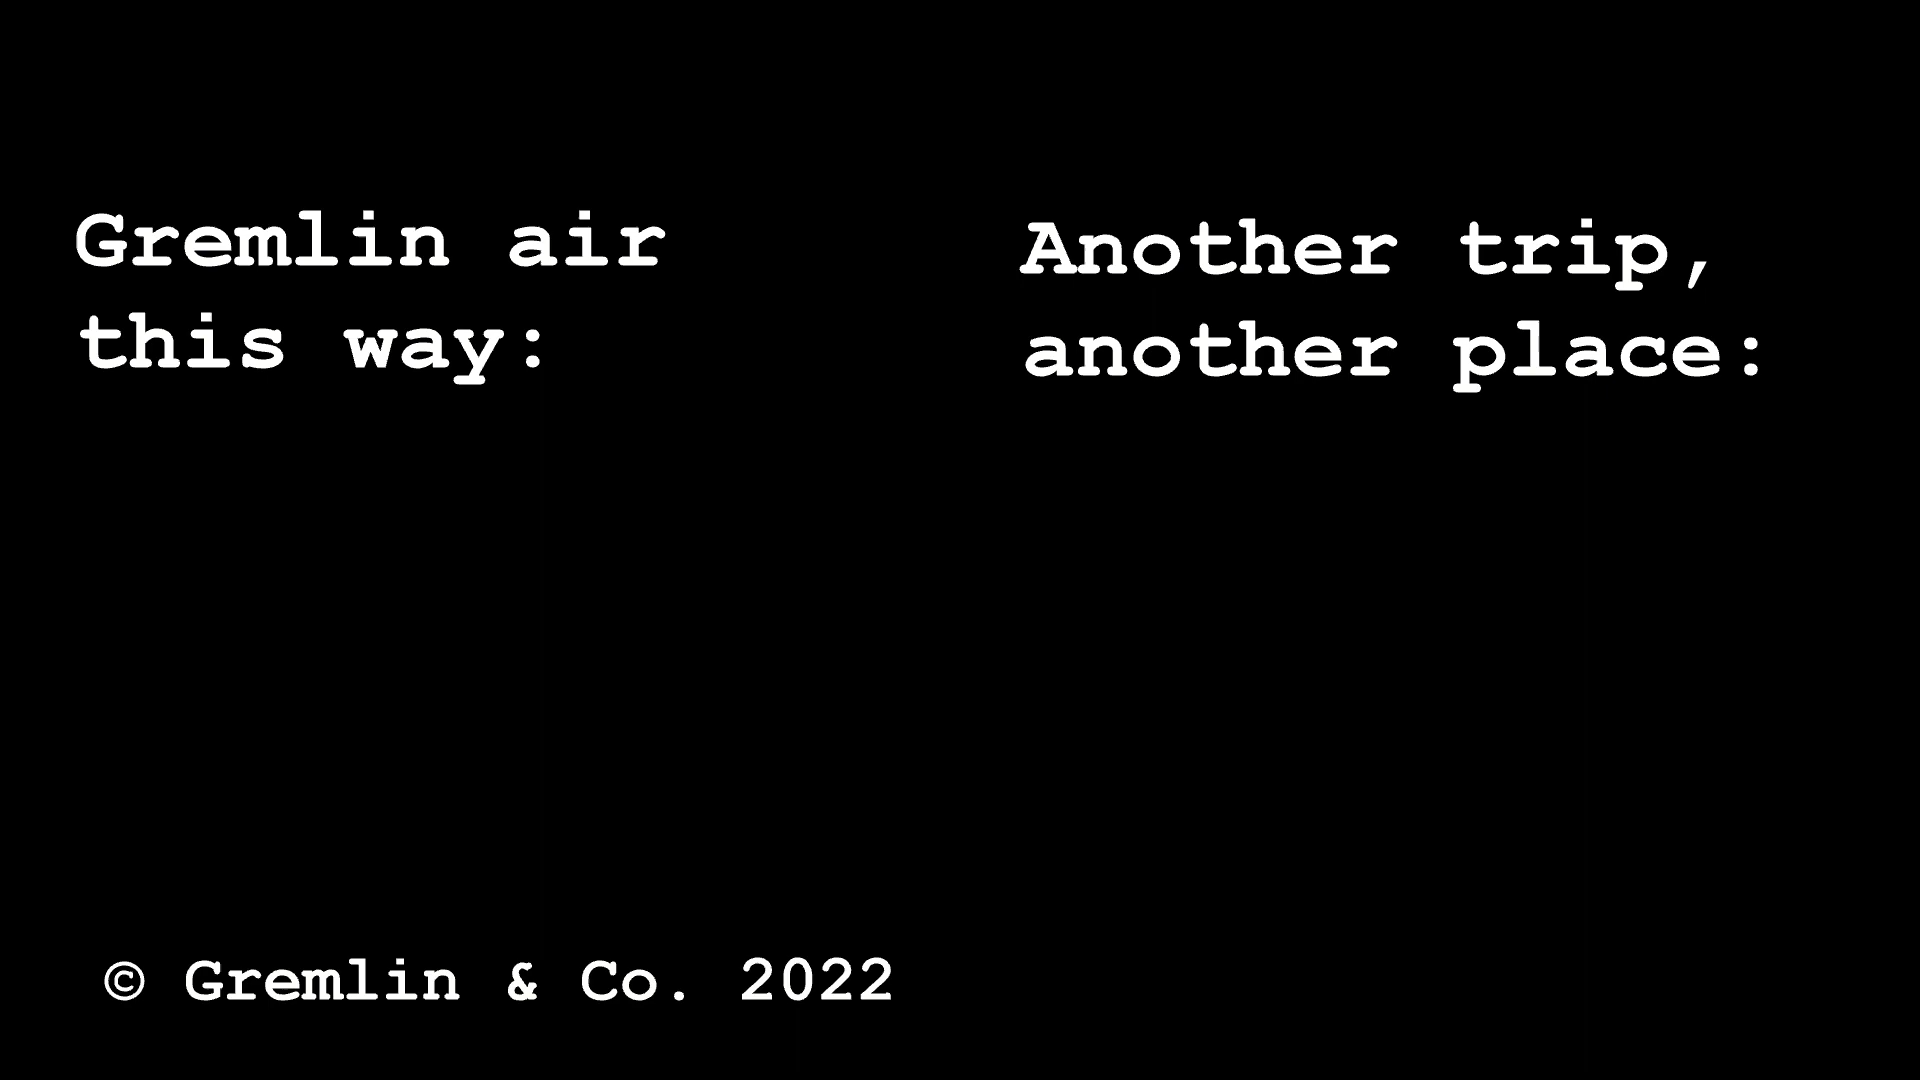 Gremlin air
this way:
Another trip,
another place:
© Gremlin & Co. 2022